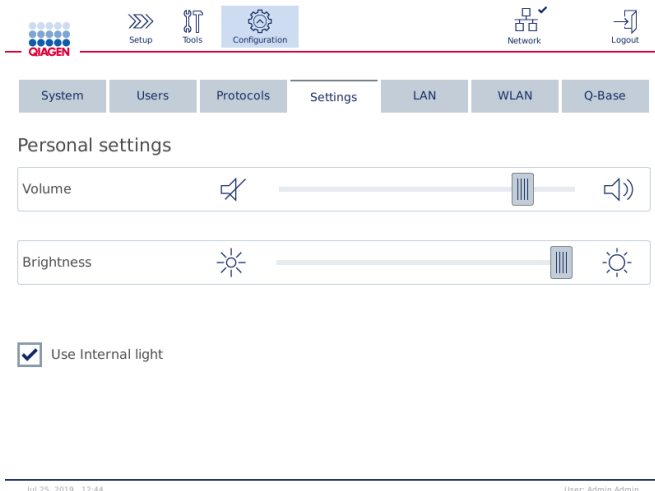 Setup Tools Configuration Network Logout
QIAGEN
System Users Protocols Settings LAN WLAN Q-Base
Personal settings
Volume
Brightness
Use Internal light
Jul 25, 2019 12:44 User: Admin Admin